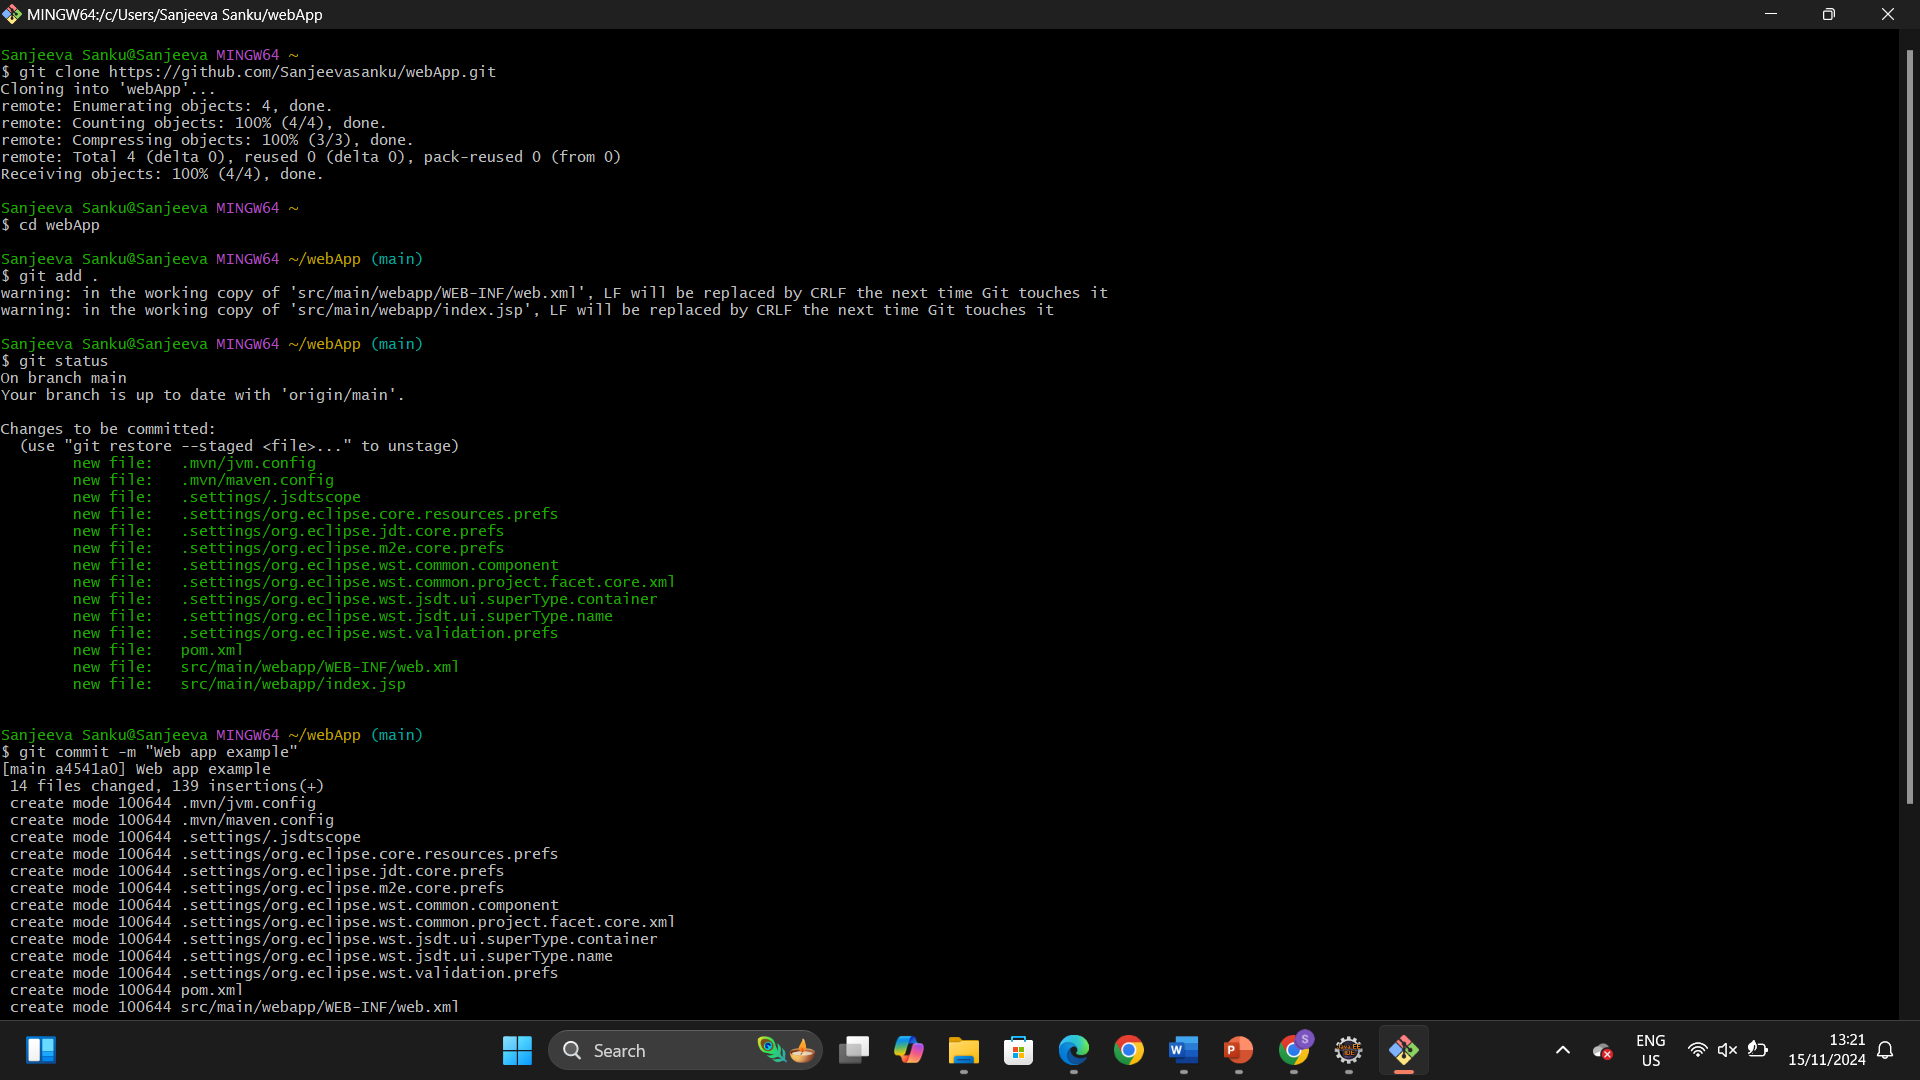 MINGW64:/c/Users/Sanjeeva Sanku/webApp
Sanjeeva Sanku@Sanjeeva MINGW64 ~
$ git clone https://github.com/Sanjeevasanku/webApp.git
Cloning into 'webApp'...
remote: Enumerating objects: 4, done.
remote: Counting objects: 100% (4/4), done.
remote: Compressing objects: 100% (3/3), done.
remote: Total 4 (delta 0), reused 0 (delta 0), pack-reused 0 (from 0)
Receiving objects: 100% (4/4), done.
Sanjeeva Sanku@Sanjeeva MINGW64 ~
$ cd webApp
Sanjeeva Sanku@Sanjeeva MINGW64 ~/webApp (main)
$ git add .
warning: in the working copy of 'src/main/webapp/WEB-INF/web.xml', LF will be replaced by CRLF the next time Git touches it
warning: in the working copy of 'src/main/webapp/index.jsp', LF will be replaced by CRLF the next time Git touches it
Sanjeeva Sanku@Sanjeeva MINGW64 ~/webApp (main)
$ git status
On branch main
Your branch is up to date with 'origin/main'.
Changes to be committed:
(use "git restore --staged <file>..." to unstage)
new file: .mvn/jvm.config
new file: .mvn/maven.config
new file: .settings/.jsdtscope
new file: .settings/org.eclipse.core.resources.prefs
new file: .settings/org.eclipse.jdt.core.prefs
new file: .settings/org.eclipse.m2e.core.prefs
new file: .settings/org.eclipse.wst.common.component
new file: .settings/org.eclipse.wst.common.project.facet.core.xml
new file: .settings/org.eclipse.wst.jsdt.ui.superType.container
new file: .settings/org.eclipse.wst.jsdt.ui.superType.name
new file: .settings/org.eclipse.wst.validation.prefs
new file: pom.xml
new file: src/main/webapp/WEB-INF/web.xml
new file: src/main/webapp/index.jsp
Sanjeeva Sanku@Sanjeeva MINGW64 ~/webApp (main)
$ git commit -m "Web app example"
[main a4541a0] Web app example
14 files changed, 139 insertions(+)
create mode 100644 .mvn/jvm.config
create mode 100644 .mvn/maven.config
create mode 100644 .settings/.jsdtscope
create mode 100644 .settings/org.eclipse.core.resources.prefs
create mode 100644 .settings/org.eclipse.jdt.core.prefs
create mode 100644 .settings/org.eclipse.m2e.core.prefs
create mode 100644 .settings/org.eclipse.wst.common.component
create mode 100644 .settings/org.eclipse.wst.common.project.facet.core.xml
create mode 100644 .settings/org.eclipse.wst.jsdt.ui.superType.container
create mode 100644 .settings/org.eclipse.wst.jsdt.ui.superType.name
create mode 100644 .settings/org.eclipse.wst.validation.prefs
create mode 100644 pom.xml
create mode 100644 src/main/webapp/WEB-INF/web.xml
Search
W
P
S
ENG
US
13:21
15/11/2024